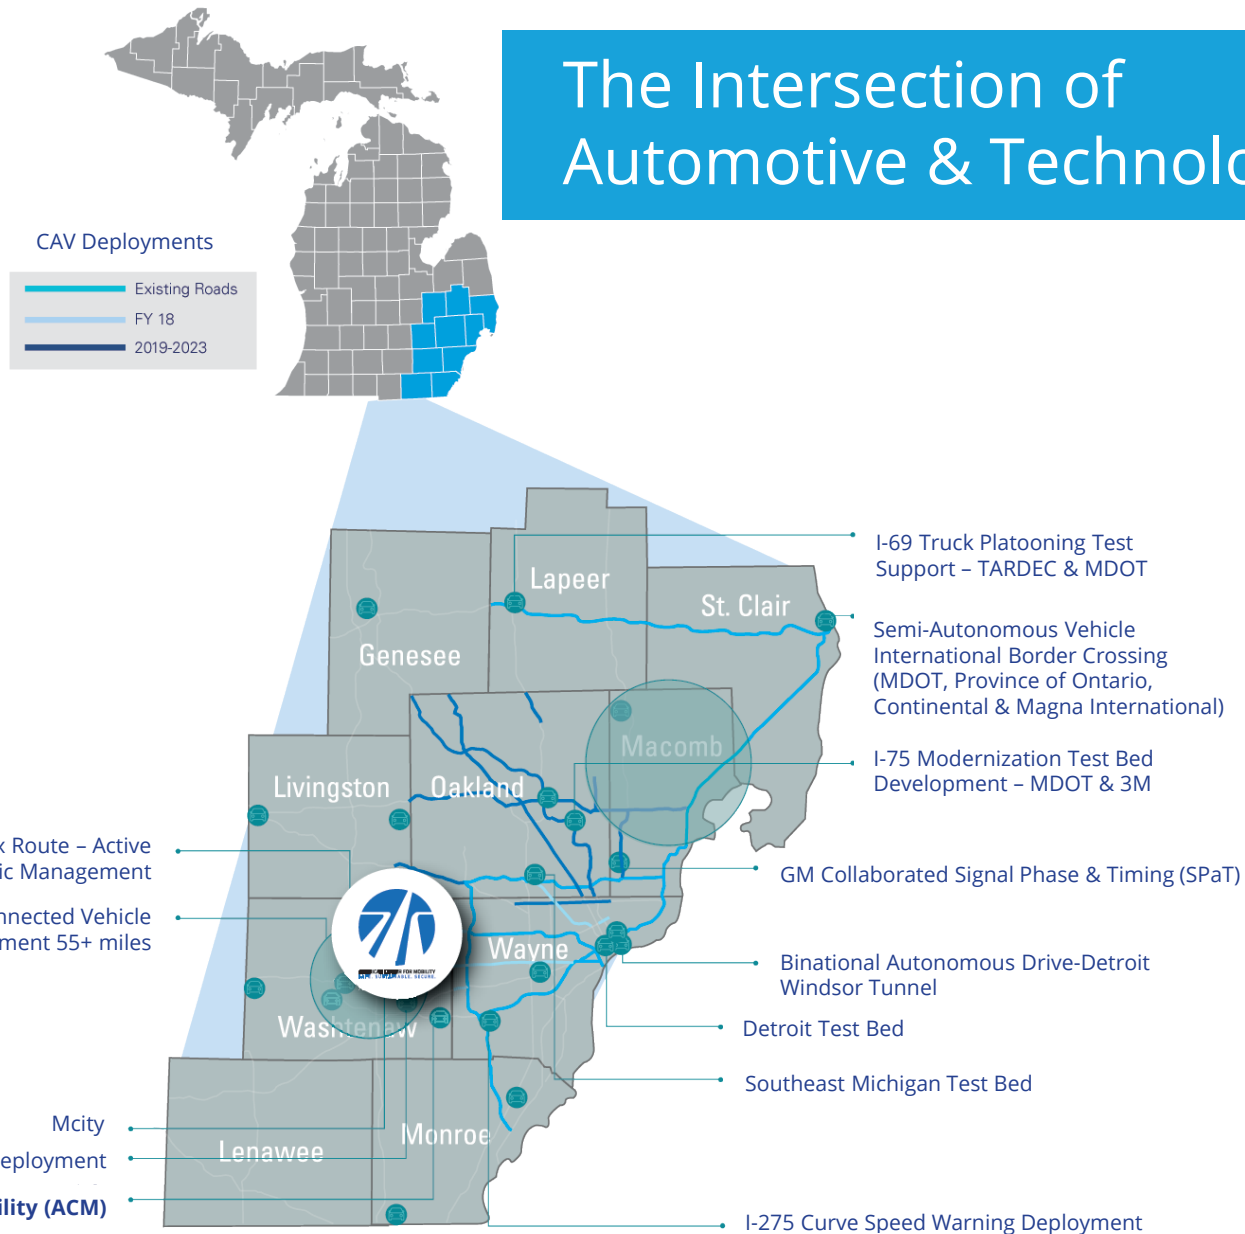 The Intersection of
Automotive & Technolo
CAV Deployments
Existing Roads
FY 18
2019-2023
I-69 Truck Platooning Test
Support – TARDEC & MDOT
Lapeer
St. Clair
Genesee
Semi-Autonomous Vehicle
International Border Crossing
(MDOT, Province of Ontario,
Continental & Magna International)
Macomb
I-75 Modernization Test Bed
Development – MDOT & 3M
Livingston
Oakland
x Route – Active
ic Management
GM Collaborated Signal Phase & Timing (SPaT)
nnected Vehicle
ment 55+ miles
Wayne
Binational Autonomous Drive-Detroit
Windsor Tunnel
Washtenaw
Detroit Test Bed
Southeast Michigan Test Bed
Mcity
Monroe
Lenawee
eployment
ility (ACM)
I-275 Curve Speed Warning Deployment